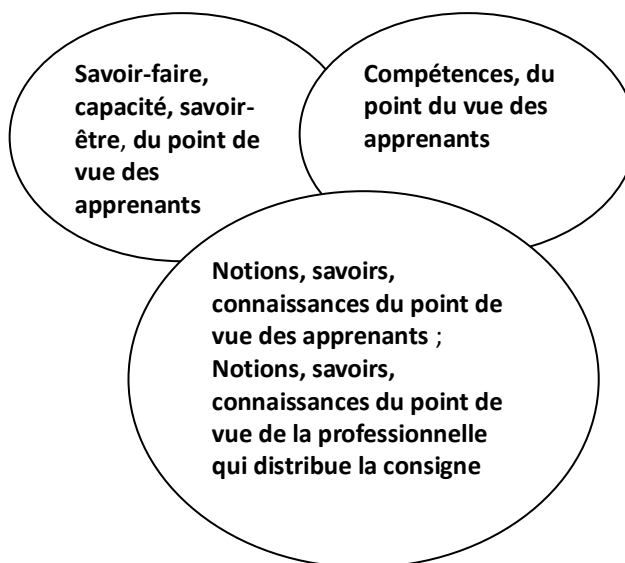 Savoir-faire,
capacité, savoir-
être, du point de
vue des
apprenants
Compétences, du
point du vue des
apprenants
Notions, savoirs,
connaissances du point de
vue des apprenants ;
Notions, savoirs,
connaissances du point de
vue de la professionnelle
qui distribue la consigne